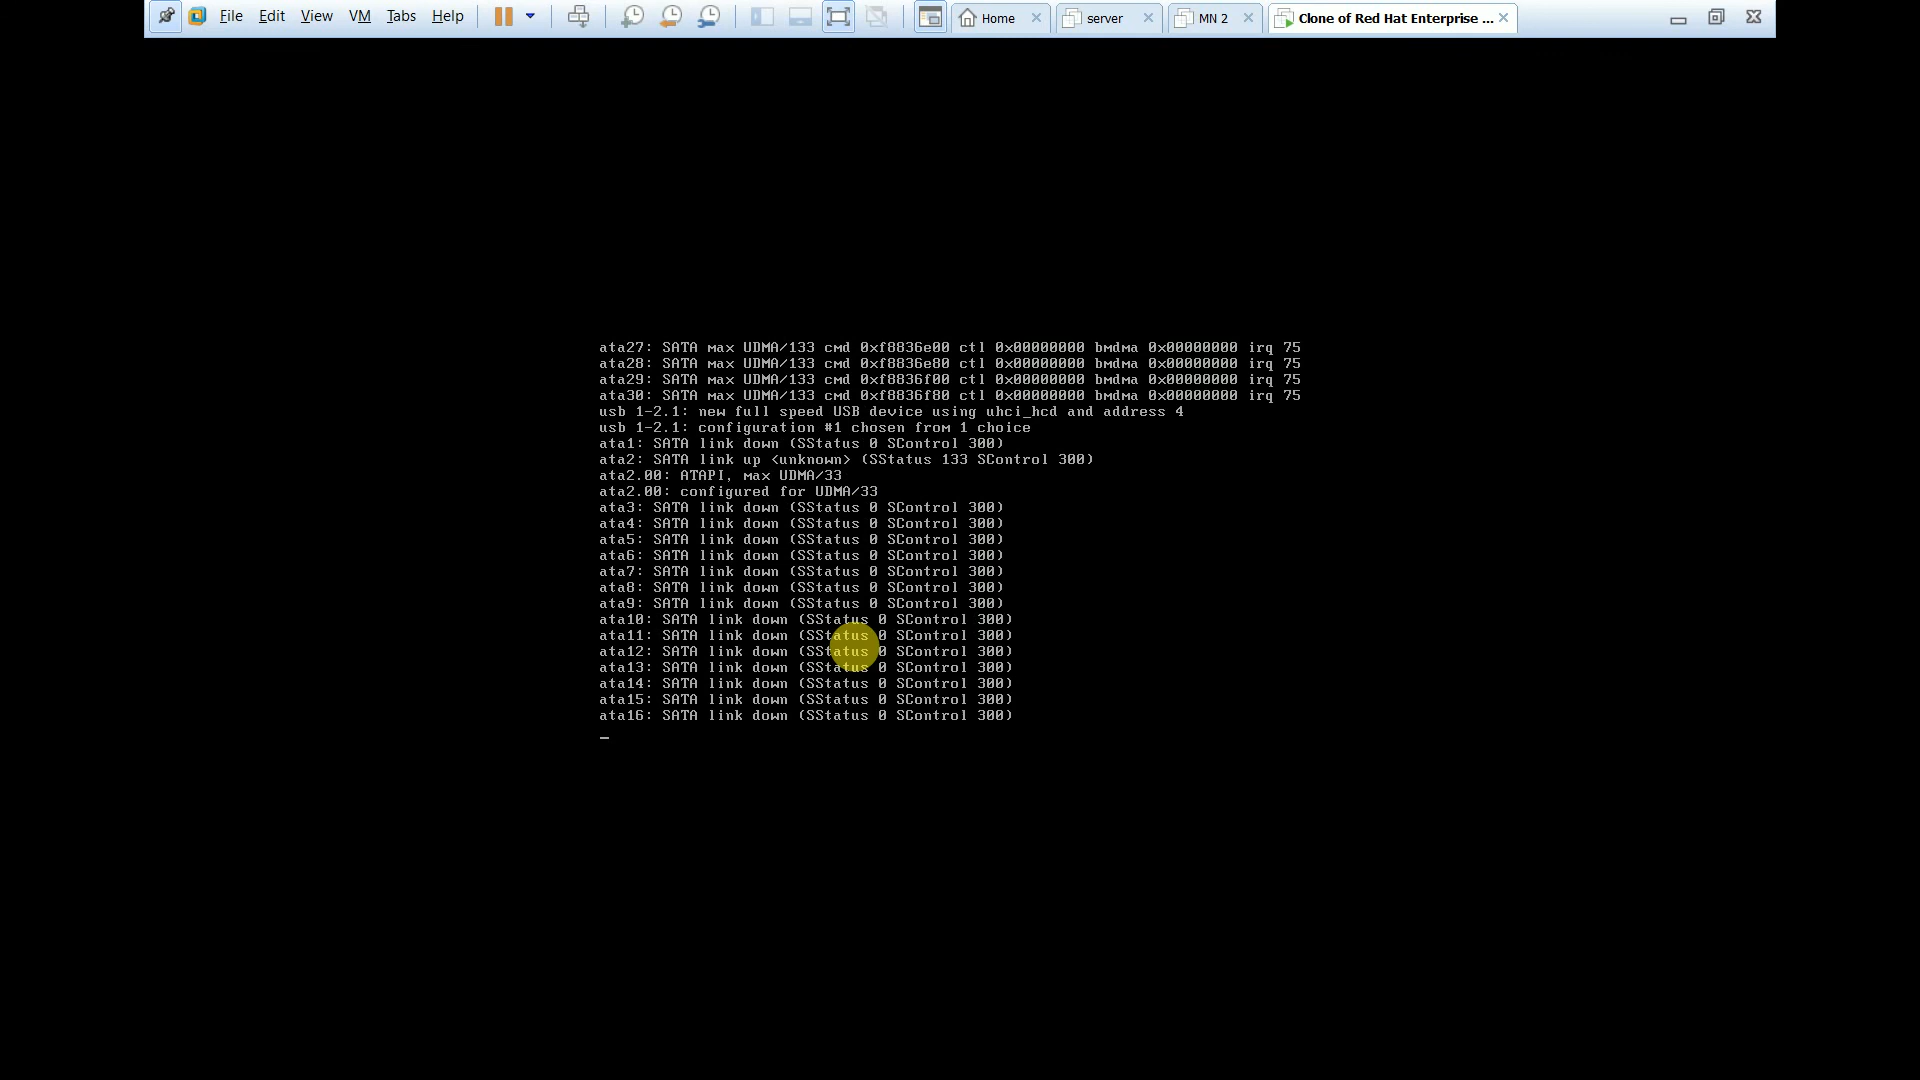 File Edit View VM Tabs Help Home server MN 2 Clone of Red Hat Enterprise ...
ata27: SATA max UDMA/133 cmd 0xf8836e00 ctl 0x00000000 bmdma 0x00000000 irq 75
ata28: SATA max UDMA/133 cmd 0xf8836e80 ctl 0x00000000 bmdma 0x00000000 irq 75
ata29: SATA max UDMA/133 cmd 0xf8836f00 ctl 0x00000000 bmdma 0x00000000 irq 75
ata30: SATA max UDMA/133 cmd 0xf8836f80 ctl 0x00000000 bmdma 0x00000000 irq 75
usb 1-2.1: new full speed USB device using uhci_hcd and address 4
usb 1-2.1: configuration #1 chosen from 1 choice
ata1: SATA link down (SStatus 0 SControl 300)
ata2: SATA link up <unknown> (SStatus 133 SControl 300)
ata2.00: ATAPI, max UDMA/33
ata2.00: configured for UDMA/33
ata3: SATA link down (SStatus 0 SControl 300)
ata4: SATA link down (SStatus 0 SControl 300)
ata5: SATA link down (SStatus 0 SControl 300)
ata6: SATA link down (SStatus 0 SControl 300)
ata7: SATA link down (SStatus 0 SControl 300)
ata8: SATA link down (SStatus 0 SControl 300)
ata9: SATA link down (SStatus 0 SControl 300)
ata10: SATA link down (SStatus 0 SControl 300)
ata11: SATA link down (SStatus 0 SControl 300)
ata12: SATA link down (SStatus 0 SControl 300)
ata13: SATA link down (SStatus 0 SControl 300)
ata14: SATA link down (SStatus 0 SControl 300)
ata15: SATA link down (SStatus 0 SControl 300)
ata16: SATA link down (SStatus 0 SControl 300)
_